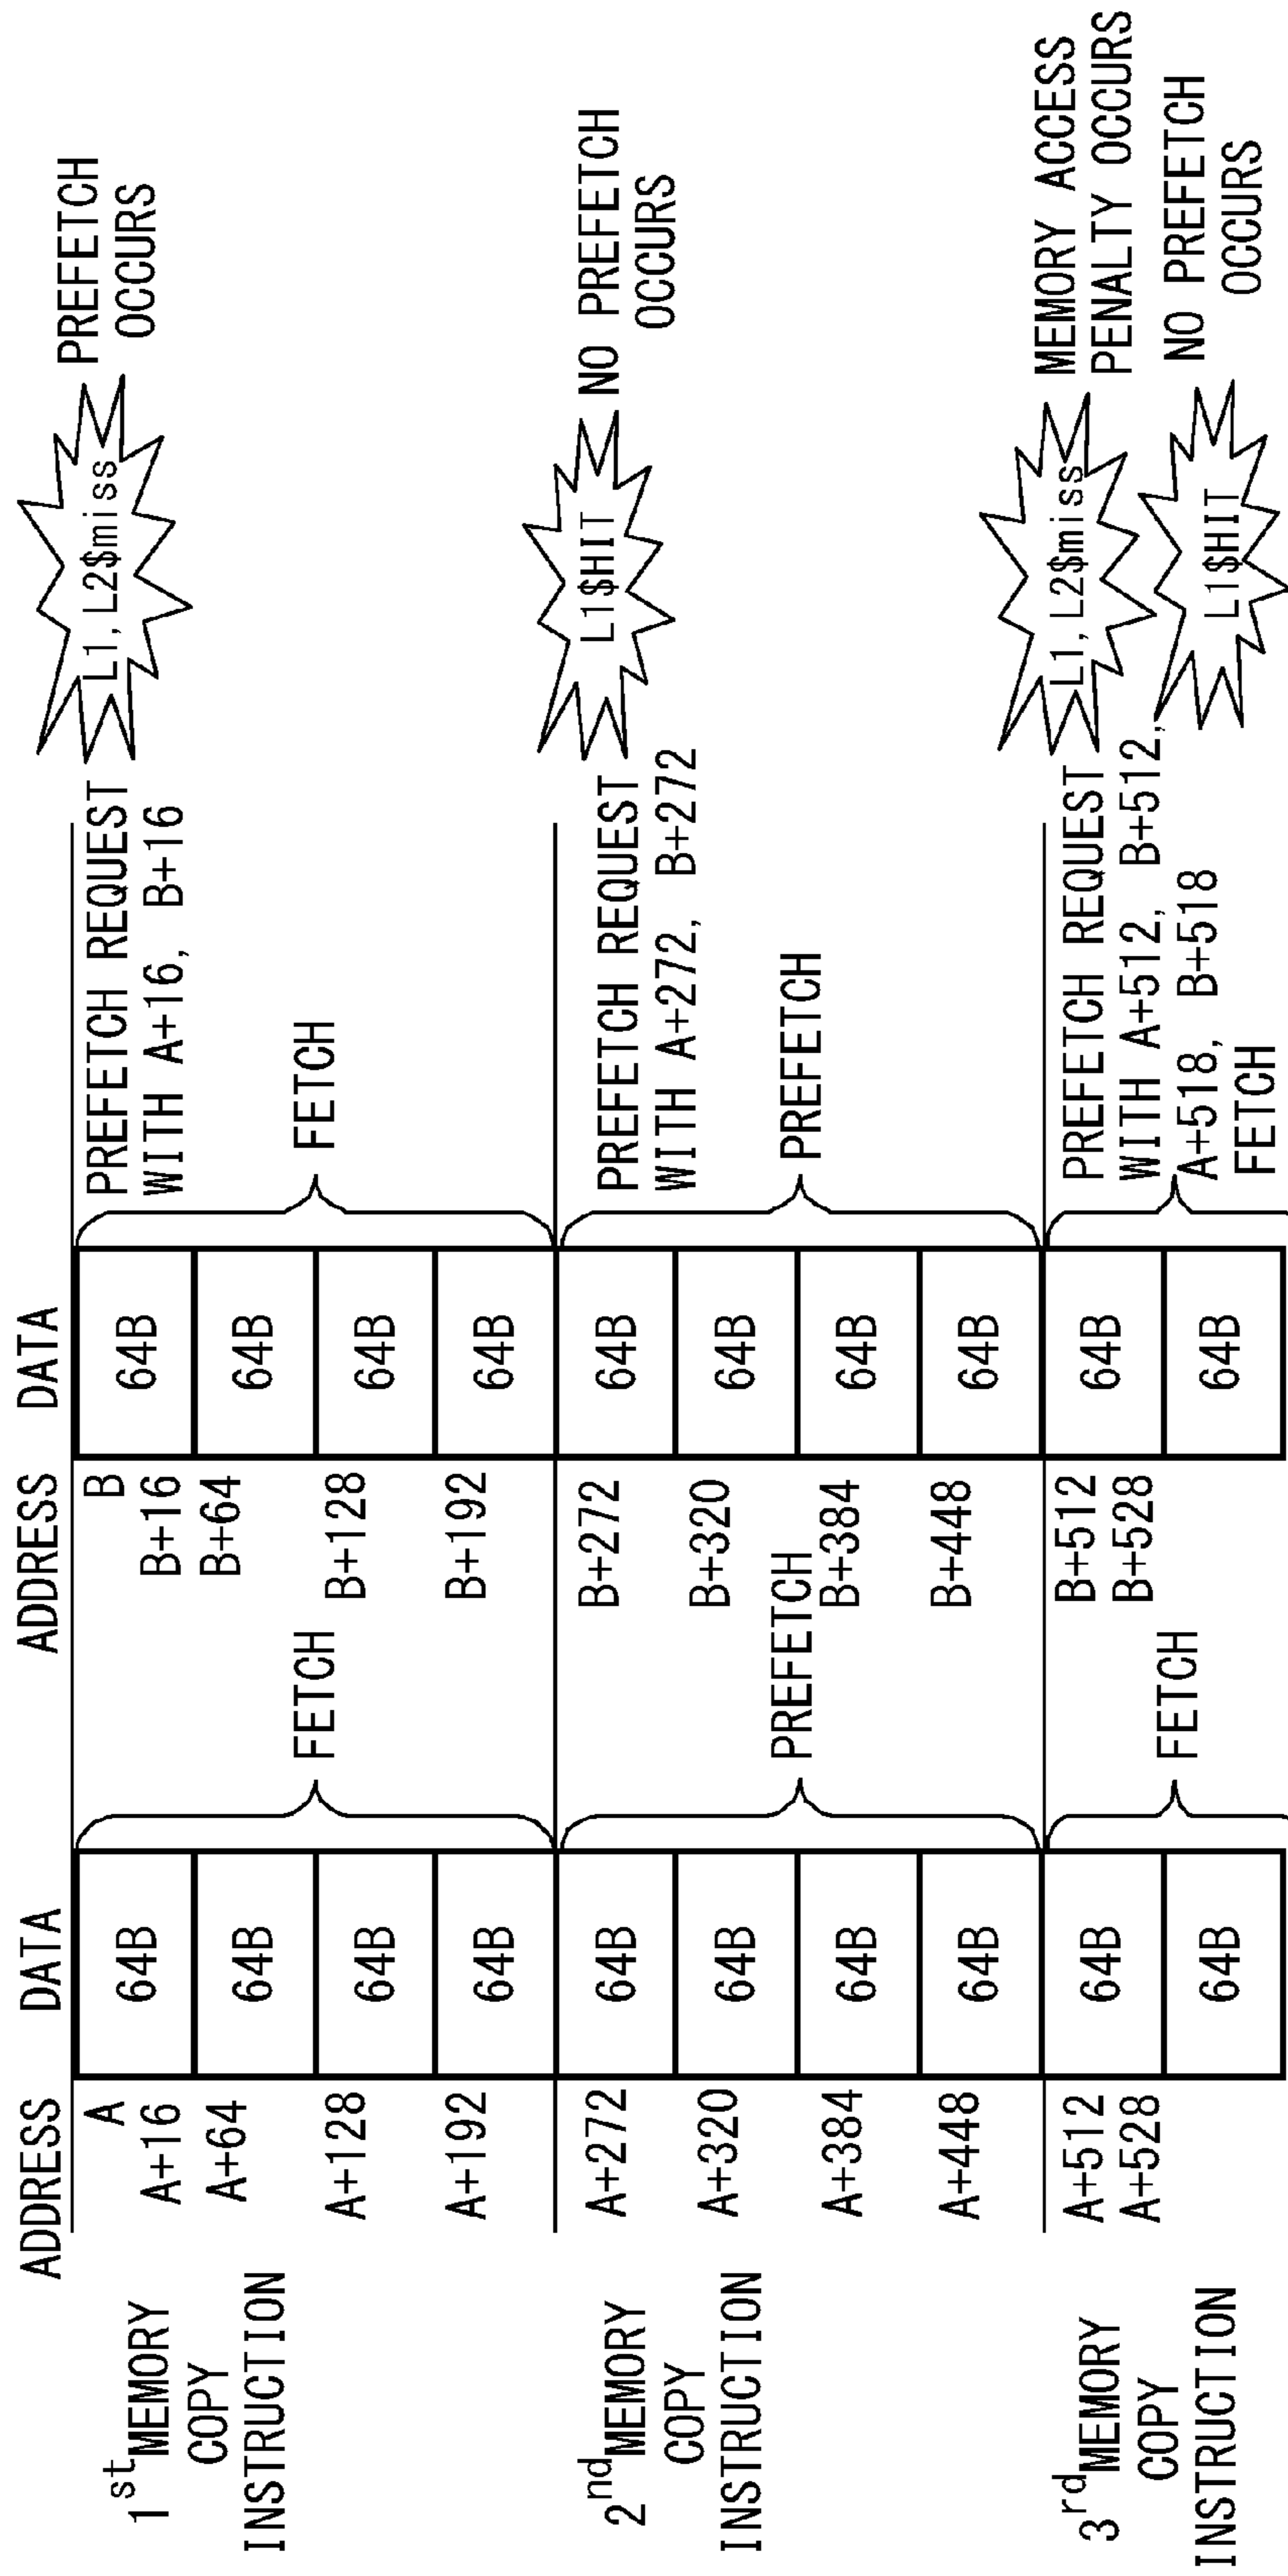 ADDRESS DATA ADDRESS DATA
1st MEMORY
COPY
INSTRUCTION
A
A+16
A+64
A+128
A+192
64B
64B
64B
64B
FETCH
B
B+16
B+64
B+128
B+192
64B
64B
64B
64B
FETCH
PREFETCH REQUEST
WITH A+16, B+16
L1, L2$miss
PREFETCH
OCCURS
2nd MEMORY
COPY
INSTRUCTION
A+272
A+320
A+384
A+448
64B
64B
64B
64B
PREFETCH
B+272
B+320
B+384
B+448
64B
64B
64B
64B
PREFETCH
PREFETCH REQUEST
WITH A+272, B+272
L1$HIT
NO PREFETCH
OCCURS
3rd MEMORY
COPY
INSTRUCTION
A+512
A+528
64B
64B
FETCH
B+512
B+528
64B
64B
PREFETCH REQUEST
WITH A+512, B+512,
A+518, B+518
FETCH
L1, L2$miss
MEMORY ACCESS
PENALTY OCCURS
L1$HIT
NO PREFETCH
OCCURS